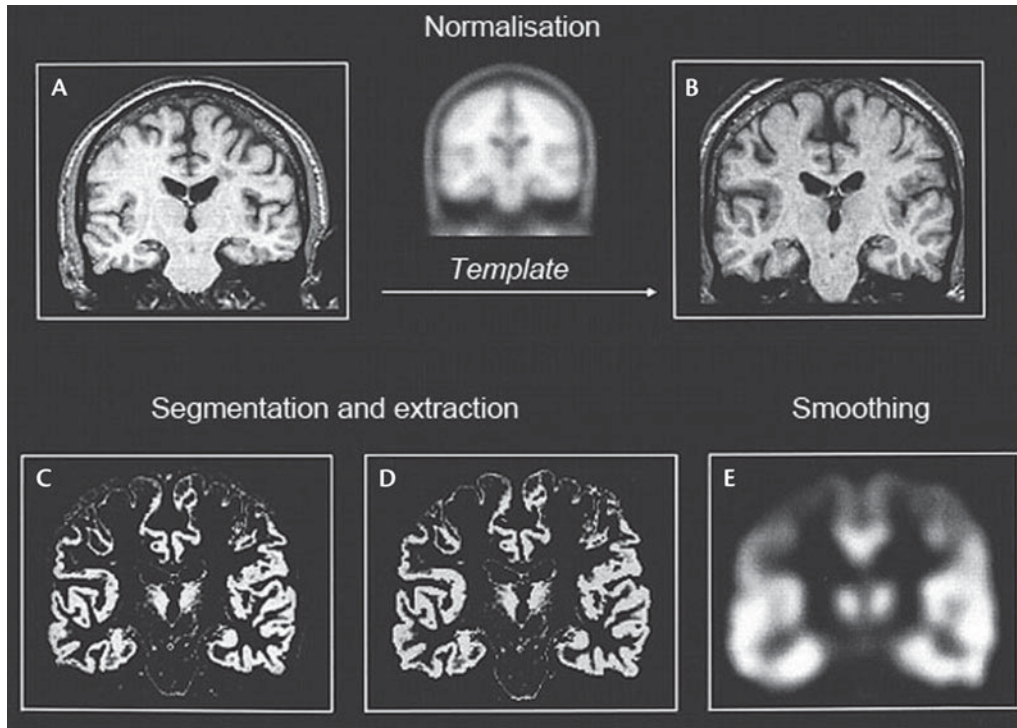 Normalisation
A
B
Template
Segmentation and extraction
Smoothing
C
D
E